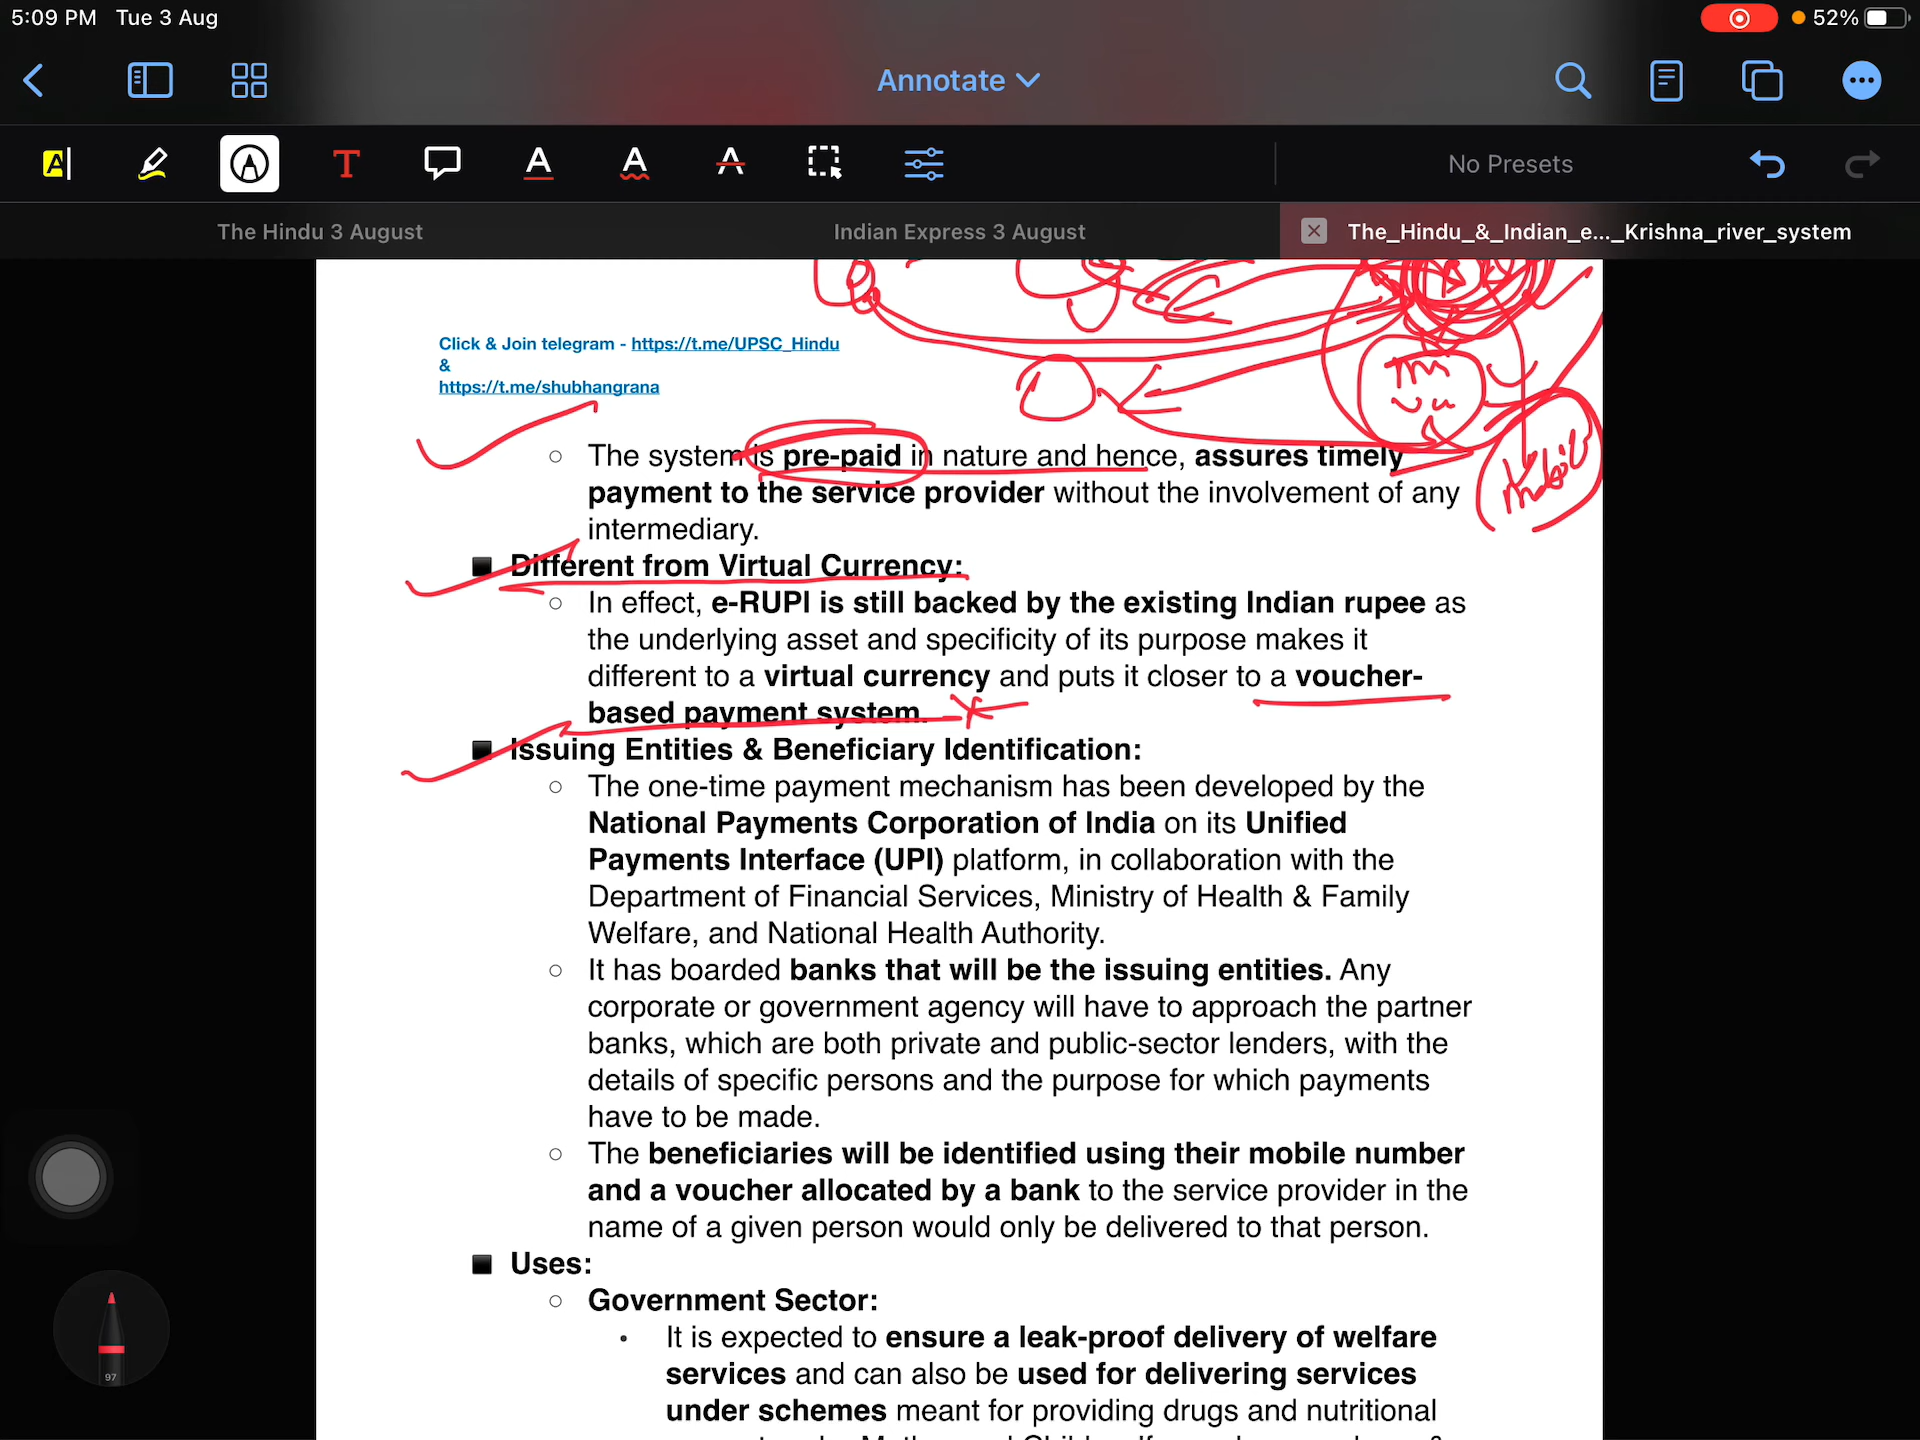 5:09 PM Tue 3 Aug
52%
Annotate
A
T
A
A
A
No Presets
The Hindu 3 August
Indian Express 3 August
The_Hindu_&_Indian_e..._Krishna_river_system
Click & Join telegram - https://t.me/UPSC_Hindu
&
https://t.me/shubhangrana
The system is pre-paid in nature and hence, assures timely
payment to the service provider without the involvement of any
intermediary.
Different from Virtual Currency:
In effect, e-RUPI is still backed by the existing Indian rupee as
the underlying asset and specificity of its purpose makes it
different to a virtual currency and puts it closer to a voucher-
based payment system.
Issuing Entities & Beneficiary Identification:
The one-time payment mechanism has been developed by the
National Payments Corporation of India on its Unified
Payments Interface (UPI) platform, in collaboration with the
Department of Financial Services, Ministry of Health & Family
Welfare, and National Health Authority.
It has boarded banks that will be the issuing entities. Any
corporate or government agency will have to approach the partner
banks, which are both private and public-sector lenders, with the
details of specific persons and the purpose for which payments
have to be made.
The beneficiaries will be identified using their mobile number
and a voucher allocated by a bank to the service provider in the
name of a given person would only be delivered to that person.
Uses:
Government Sector:
It is expected to ensure a leak-proof delivery of welfare
services and can also be used for delivering services
under schemes meant for providing drugs and nutritional
97